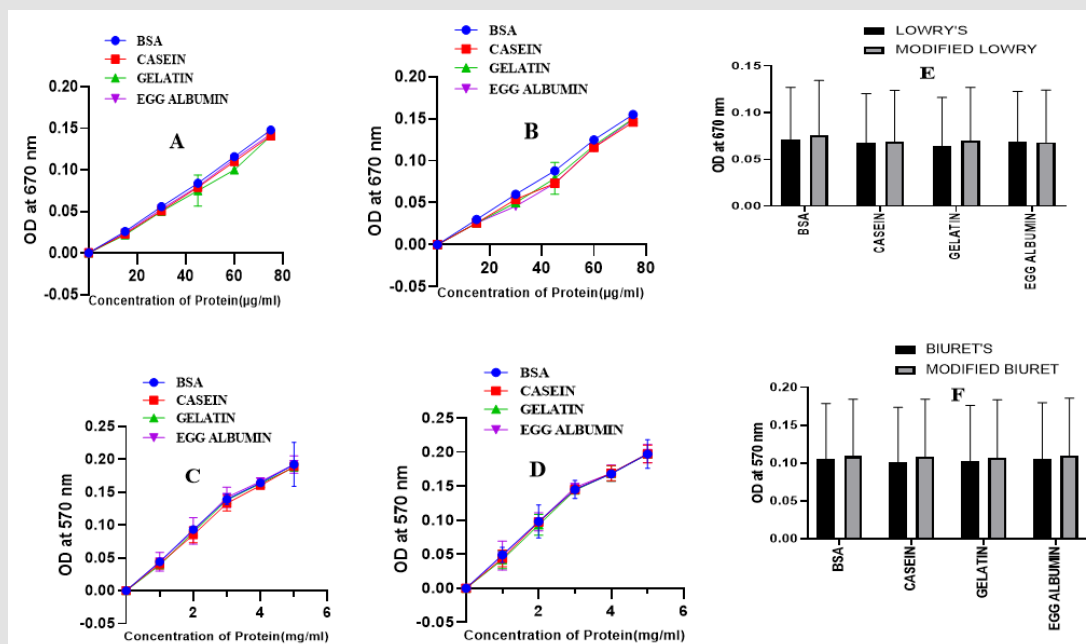 BSA
CASEIN
GELATIN
EGG ALBUMIN
A
OD at 670 nm
0.20
0.15
0.10
0.05
0.00
-0.05
20 40 60 80
Concentration of Protein(µg/ml)
BSA
CASEIN
GELATIN
EGG ALBUMIN
B
OD at 670 nm
0.20
0.15
0.10
0.05
0.00
-0.05
20 40 60 80
Concentration of Protein(µg/ml)
LOWRY'S
MODIFIED LOWRY
E
OD at 670 nm
0.15
0.10
0.05
0.00
BSA
CASEIN
GELATIN
EGG ALBUMIN
BSA
CASEIN
GELATIN
EGG ALBUMIN
C
OD at 570 nm
0.25
0.20
0.15
0.10
0.05
0.00
-0.05
2 4 6
Concentration of Protein(mg/ml)
BSA
CASEIN
GELATIN
EGG ALBUMIN
D
OD at 570 nm
0.25
0.20
0.15
0.10
0.05
0.00
-0.05
2 4 6
Concentration of Protein(mg/ml)
BIURET'S
MODIFIED BIURET
F
OD at 570 nm
0.20
0.15
0.10
0.05
0.00
BSA
CASEIN
GELATIN
EGG ALBUMIN